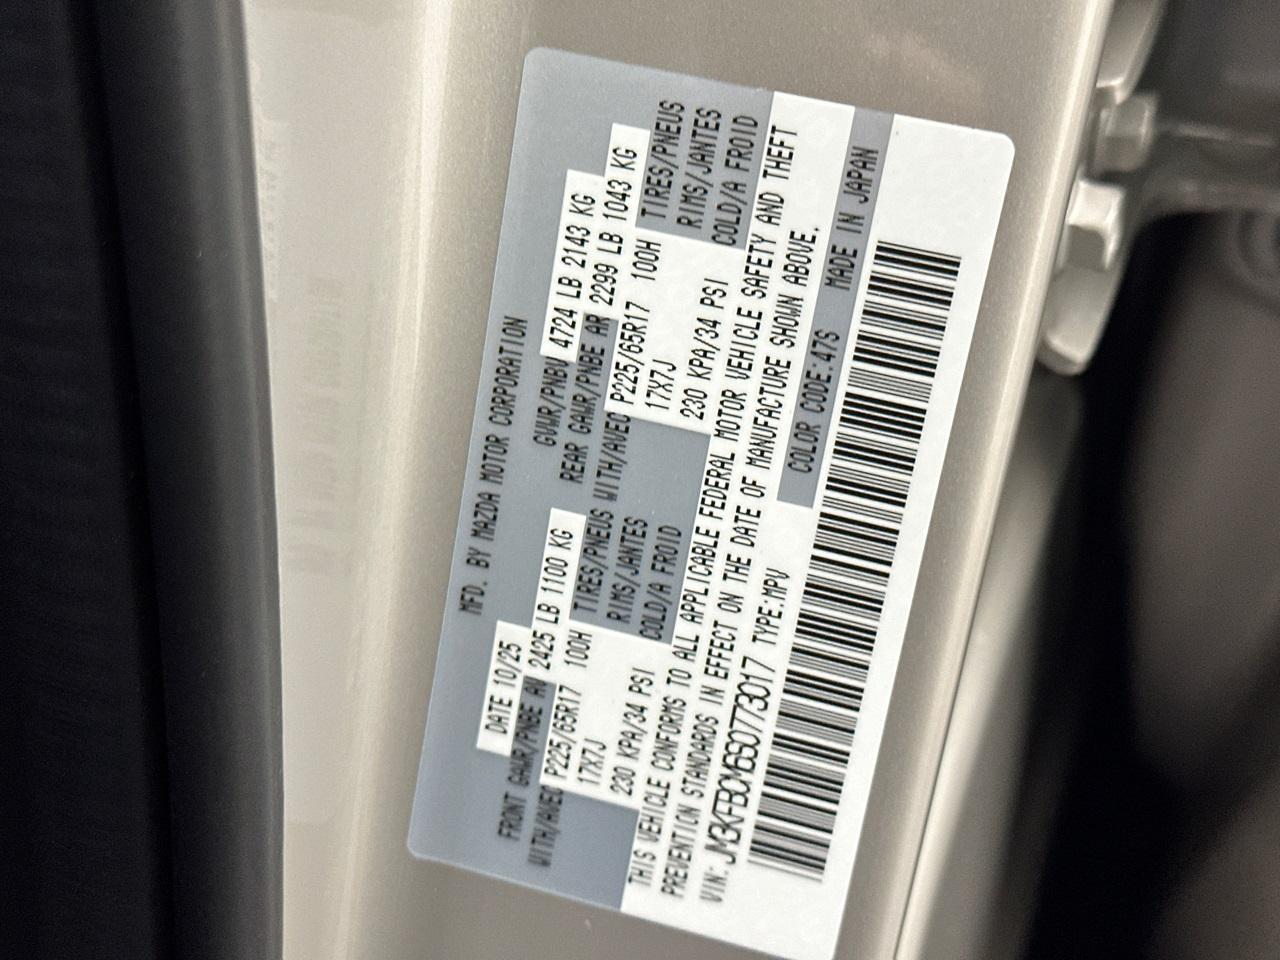 MFD. BY MAZDA MOTOR CORPORATION
DATE 10/25 GVWR/PNBV 4724 LB 2143 KG
FRONT GAWR/PNBE AV 2425 LB 1100 KG REAR GAWR/PNBE AR 2299 LB 1043 KG
WITH/AVEC P225/65R17 100H TIRES/PNEUS WITH/AVEC P225/65R17 100H TIRES/PNEUS
17X7J RIMS/JANTES 17X7J RIMS/JANTES
230 KPA/34 PSI COLD/A FROID 230 KPA/34 PSI COLD/A FROID
THIS VEHICLE CONFORMS TO ALL APPLICABLE FEDERAL MOTOR VEHICLE SAFETY AND THEFT
PREVENTION STANDARDS IN EFFECT ON THE DATE OF MANUFACTURE SHOWN ABOVE.
VIN: JM3KFBCM6S0773017 TYPE:MPV COLOR CODE:47S MADE IN JAPAN